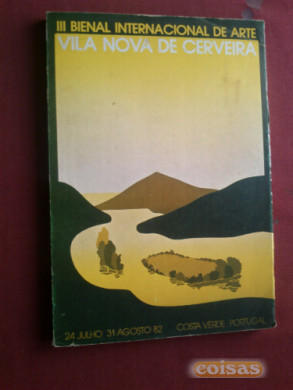 III BIENAL INTERNACIONAL DE ARTE
VILA NOVA DE CERVEIRA
24 JULHO 31 AGOSTO 82 COSTA VERDE PORTUGAL
coisas